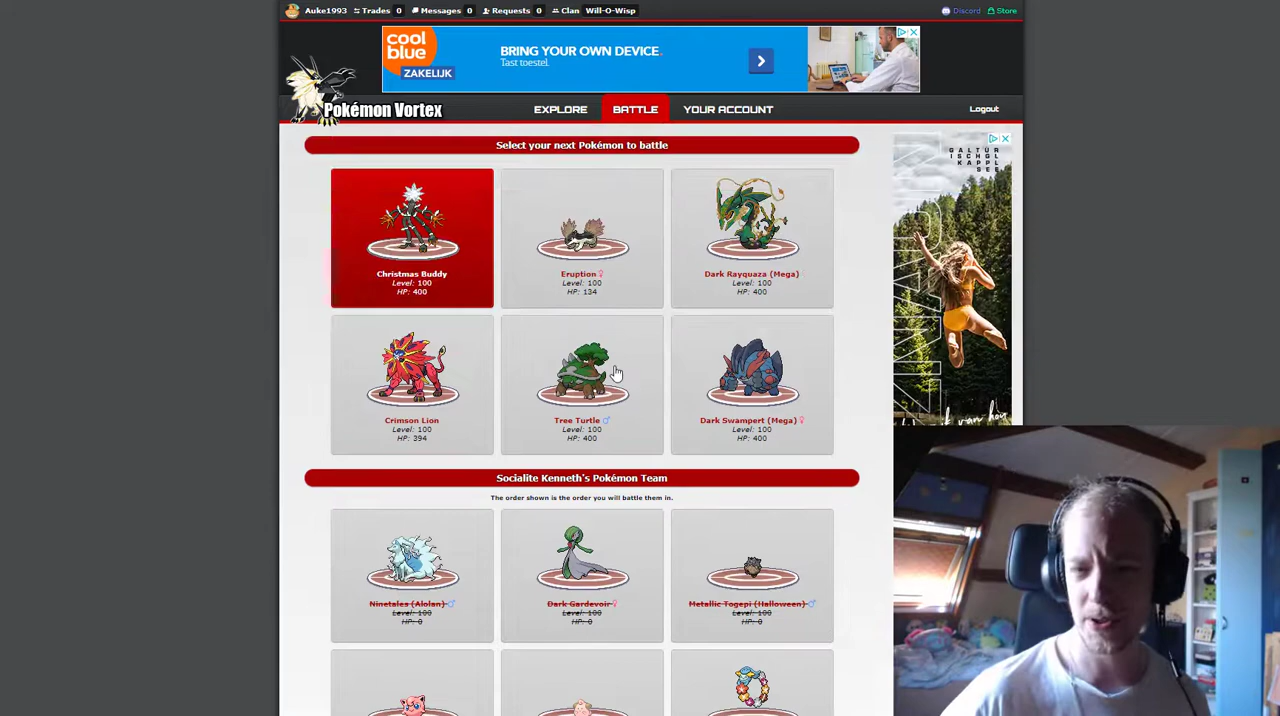 Auke1993 Trades 0 Messages 0 Requests 0 Clan Will-O-Wisp Discord Store
cool
blue
ZAKELIJK
BRING YOUR OWN DEVICE.
Tast toestel.
Pokémon Vortex
EXPLORE BATTLE YOUR ACCOUNT Logout
Select your next Pokémon to battle
Christmas Buddy
Level: 100
HP: 400
Eruption ♀
Level: 100
HP: 134
Dark Rayquaza (Mega)
Level: 100
HP: 400
Crimson Lion
Level: 100
HP: 394
Tree Turtle ♂
Level: 100
HP: 400
Dark Swampert (Mega) ♀
Level: 100
HP: 400
Socialite Kenneth's Pokémon Team
The order shown is the order you will battle them in.
Ninetales (Alolan) ♂
Level: 100
HP: 0
Dark Gardevoir ♀
Level: 100
HP: 0
Metallic Togepi (Halloween) ♂
Level: 100
HP: 0
GALTUR
ISCHGL
KAPPL
SEE